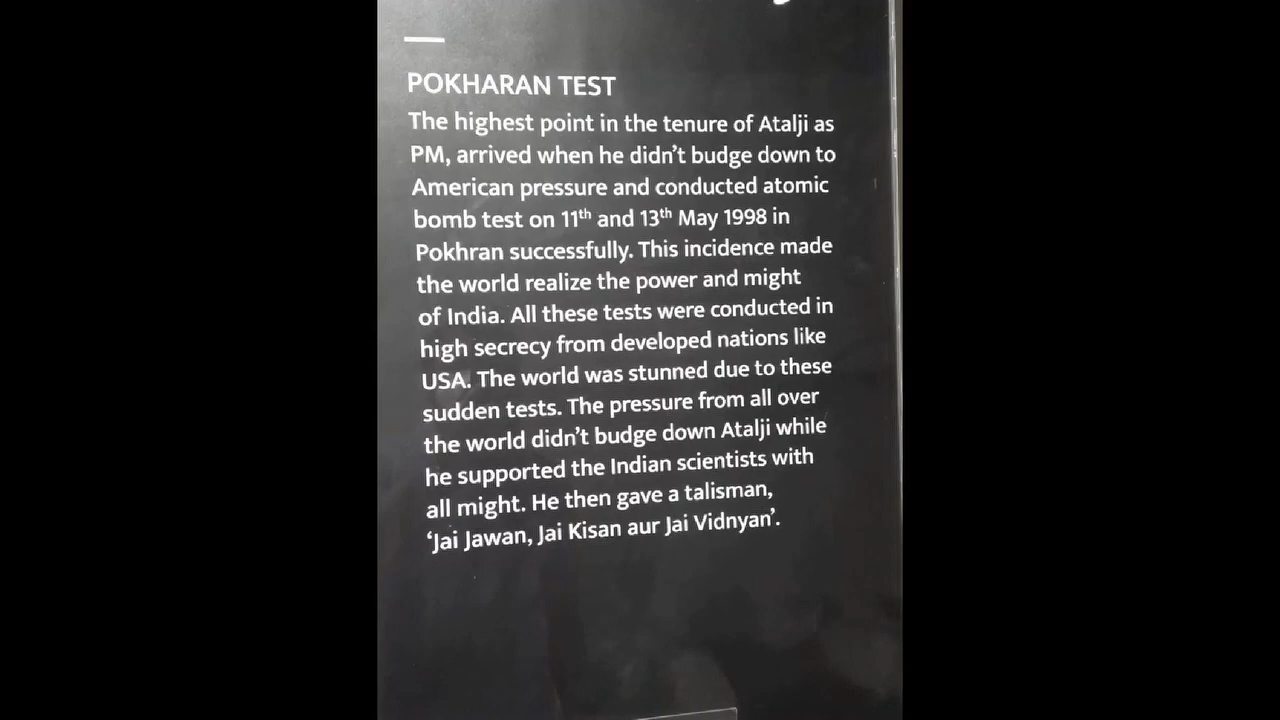 POKHARAN TEST
The highest point in the tenure of Atalji as
PM, arrived when he didn't budge down to
American pressure and conducted atomic
bomb test on 11th and 13th May 1998 in
Pokhran successfully. This incidence made
the world realize the power and might
of India. All these tests were conducted in
high secrecy from developed nations like
USA. The world was stunned due to these
sudden tests. The pressure from all over
the world didn't budge down Atalji while
he supported the Indian scientists with
all might. He then gave a talisman,
‘Jai Jawan, Jai Kisan aur Jai Vidnyan’.